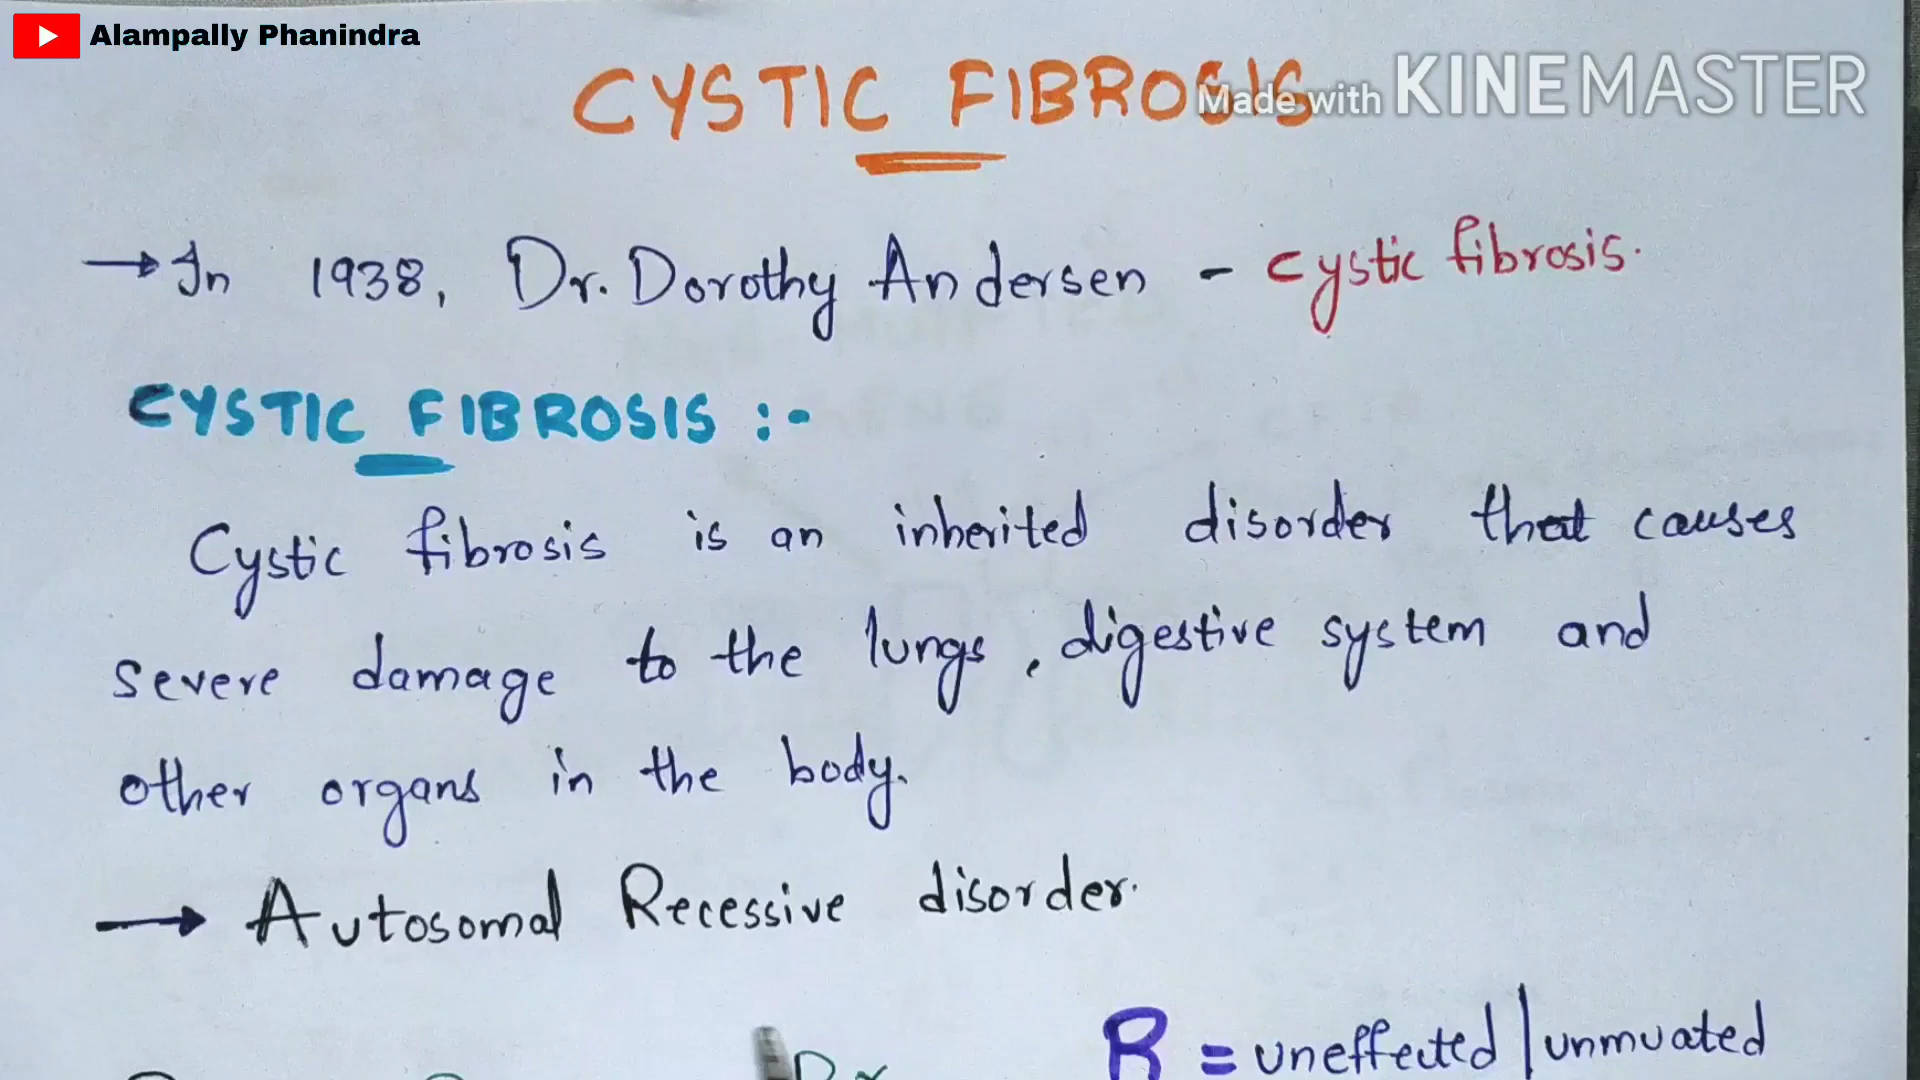 Alampally Phanindra
CYSTIC FIBROSIS
Made with KINEMASTER
→ In 1938, Dr. Dorothy Andersen - cystic fibrosis.
CYSTIC FIBROSIS :-
Cystic fibrosis is an inherited disorder that causes
severe damage to the lungs, digestive system and
other organs in the body.
→ Autosomal Recessive disorder.
R = uneffected | unmuated